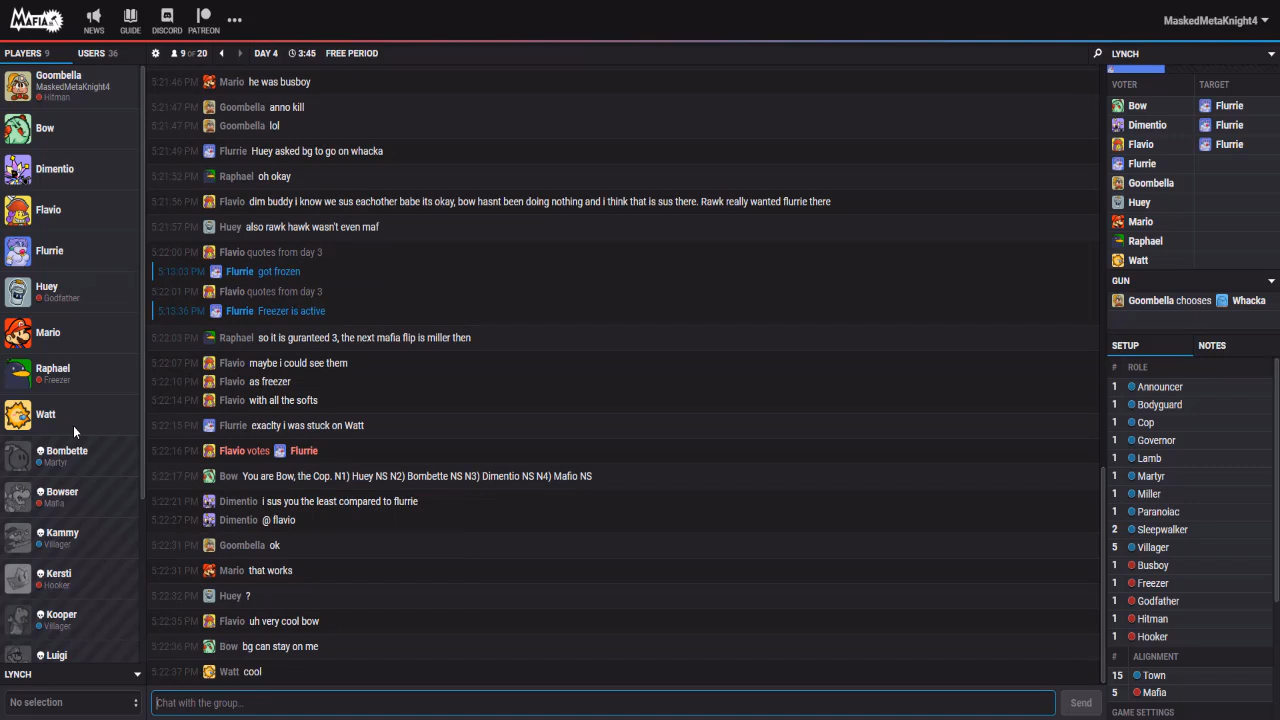 MAFIA.gg
NEWS
GUIDE
DISCORD
PATREON
MaskedMetaKnight4
PLAYERS 9
USERS 36
9 OF 20
DAY 4
3:45
FREE PERIOD
Goombella
MaskedMetaKnight4
Hitman
Bow
Dimentio
Flavio
Flurrie
Huey
Godfather
Mario
Raphael
Freezer
Watt
Bombette
Martyr
Bowser
Mafia
Kammy
Villager
Kersti
Hooker
Kooper
Villager
Luigi
LYNCH
No selection
5:21:46 PM Mario he was busboy
5:21:47 PM Goombella anno kill
5:21:47 PM Goombella lol
5:21:49 PM Flurrie Huey asked bg to go on whacka
5:21:52 PM Raphael oh okay
5:21:56 PM Flavio dim buddy i know we sus eachother babe its okay, bow hasnt been doing nothing and i think that is sus there. Rawk really wanted flurrie there
5:21:57 PM Huey also rawk hawk wasn't even maf
5:22:00 PM Flavio quotes from day 3
5:13:03 PM Flurrie got frozen
5:22:01 PM Flavio quotes from day 3
5:13:36 PM Flurrie Freezer is active
5:22:03 PM Raphael so it is guranteed 3, the next mafia flip is miller then
5:22:07 PM Flavio maybe i could see them
5:22:10 PM Flavio as freezer
5:22:14 PM Flavio with all the softs
5:22:15 PM Flurrie exaclty i was stuck on Watt
5:22:16 PM Flavio votes Flurrie
5:22:17 PM Bow You are Bow, the Cop. N1) Huey NS N2) Bombette NS N3) Dimentio NS N4) Mafio NS
5:22:21 PM Dimentio i sus you the least compared to flurrie
5:22:27 PM Dimentio @ flavio
5:22:31 PM Goombella ok
5:22:31 PM Mario that works
5:22:32 PM Huey ?
5:22:35 PM Flavio uh very cool bow
5:22:36 PM Bow bg can stay on me
5:22:37 PM Watt cool
Chat with the group...
Send
LYNCH
VOTER TARGET
Bow Flurrie
Dimentio Flurrie
Flavio Flurrie
Flurrie
Goombella
Huey
Mario
Raphael
Watt
GUN
Goombella chooses Whacka
SETUP
NOTES
# ROLE
1 Announcer
1 Bodyguard
1 Cop
1 Governor
1 Lamb
1 Martyr
1 Miller
1 Paranoiac
2 Sleepwalker
5 Villager
1 Busboy
1 Freezer
1 Godfather
1 Hitman
1 Hooker
# ALIGNMENT
15 Town
5 Mafia
GAME SETTINGS